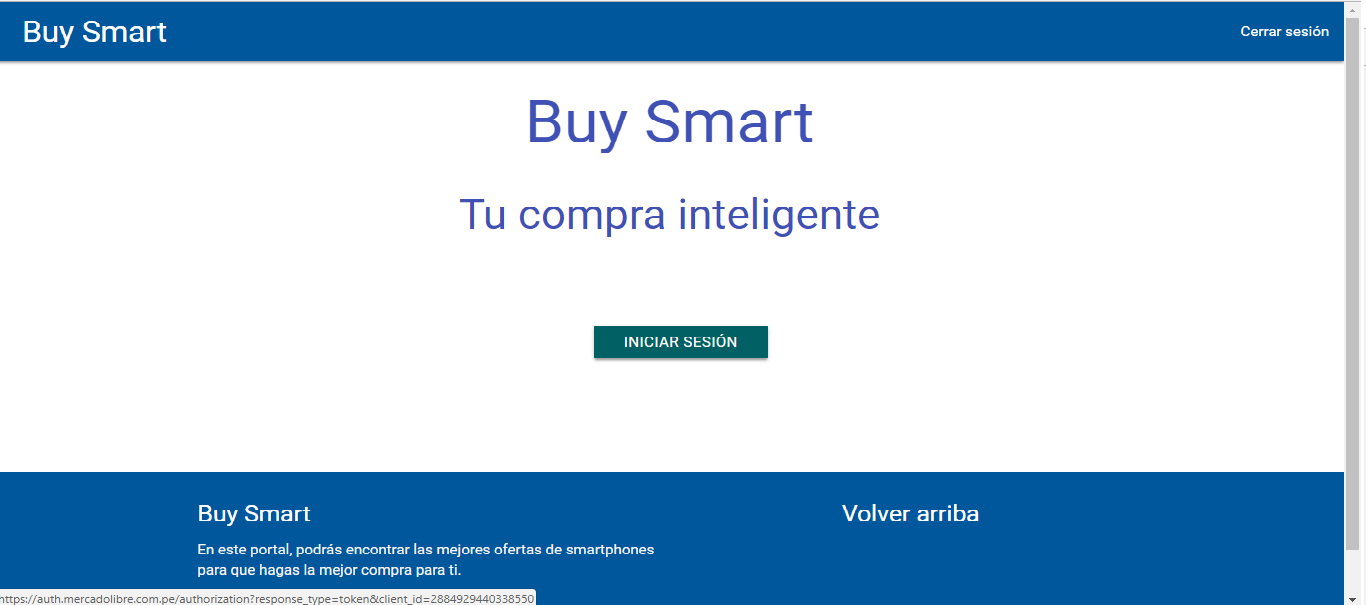 Buy Smart
Cerrar sesión
Buy Smart
Tu compra inteligente
INICIAR SESIÓN
Buy Smart
En este portal, podrás encontrar las mejores ofertas de smartphones
para que hagas la mejor compra para ti.
Volver arriba
https://auth.mercadolibre.com.pe/authorization?response_type=token&client_id=2884929440338550